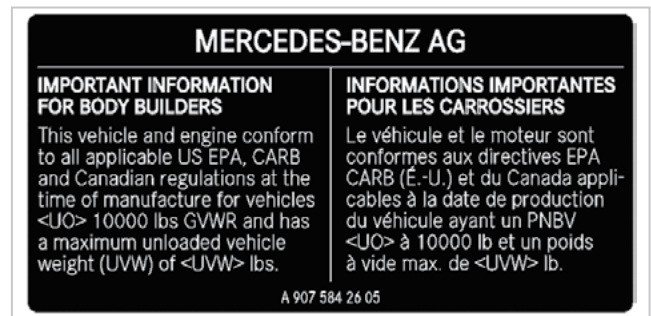 MERCEDES-BENZ AG
IMPORTANT INFORMATION
FOR BODY BUILDERS
This vehicle and engine conform
to all applicable US EPA, CARB
and Canadian regulations at the
time of manufacture for vehicles
<UO> 10000 lbs GVWR and has
a maximum unloaded vehicle
weight (UVW) of <UVW> lbs.
INFORMATIONS IMPORTANTES
POUR LES CARROSSIERS
Le véhicule et le moteur sont
conformes aux directives EPA
CARB (É.-U.) et du Canada appli-
cables à la date de production
du véhicule ayant un PNBV
<UO> à 10000 lb et un poids
à vide max. de <UVW> lb.
A 907 584 26 05